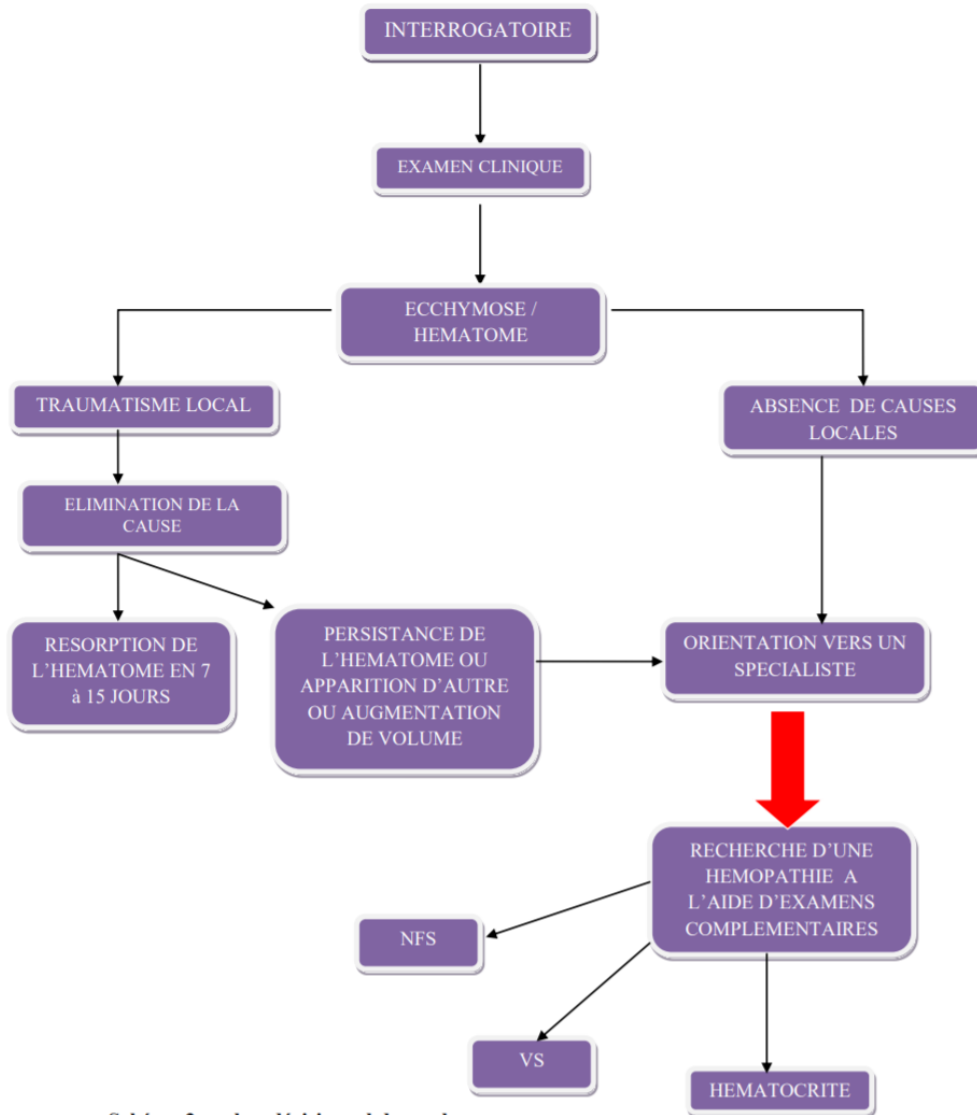 INTERROGATOIRE
EXAMEN CLINIQUE
ECCHYMOSE /
HEMATOME
TRAUMATISME LOCAL
ABSENCE DE CAUSES
LOCALES
ELIMINATION DE LA
CAUSE
RESORPTION DE
L’HEMATOME EN 7
à 15 JOURS
PERSISTANCE DE
L’HEMATOME OU
APPARITION D’AUTRE
OU AUGMENTATION
DE VOLUME
ORIENTATION VERS UN
SPECIALISTE
RECHERCHE D’UNE
HEMOPATHIE A
L’AIDE D’EXAMENS
COMPLEMENTAIRES
NFS
VS
HEMATOCRITE